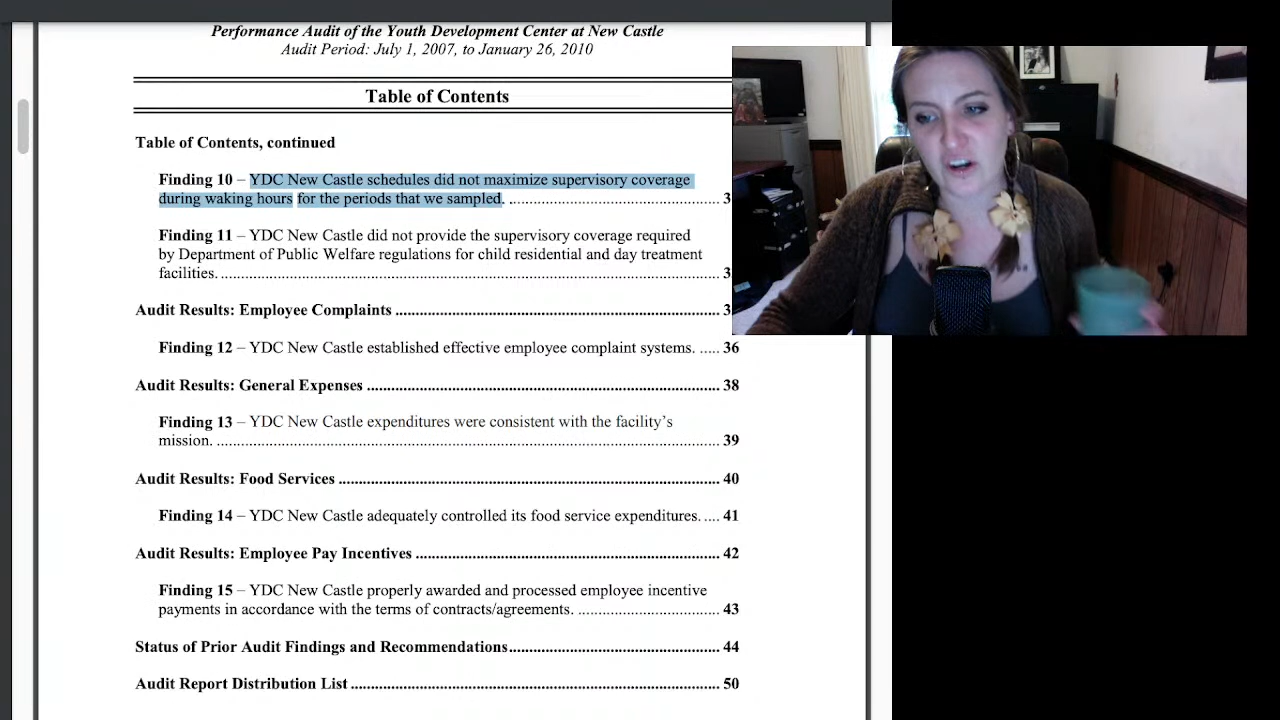 Performance Audit of the Youth Development Center at New Castle
Audit Period: July 1, 2007, to January 26, 2010
Table of Contents
Table of Contents, continued
Finding 10 – YDC New Castle schedules did not maximize supervisory coverage
during waking hours for the periods that we sampled. ........................................................ 3
Finding 11 – YDC New Castle did not provide the supervisory coverage required
by Department of Public Welfare regulations for child residential and day treatment
facilities. ........................................................ 3
Audit Results: Employee Complaints ........................................................ 3
Finding 12 – YDC New Castle established effective employee complaint systems. ..... 36
Audit Results: General Expenses ........................................................ 38
Finding 13 – YDC New Castle expenditures were consistent with the facility’s
mission. ........................................................ 39
Audit Results: Food Services ........................................................ 40
Finding 14 – YDC New Castle adequately controlled its food service expenditures. .... 41
Audit Results: Employee Pay Incentives ........................................................ 42
Finding 15 – YDC New Castle properly awarded and processed employee incentive
payments in accordance with the terms of contracts/agreements. ................................... 43
Status of Prior Audit Findings and Recommendations ........................................................ 44
Audit Report Distribution List ........................................................ 50